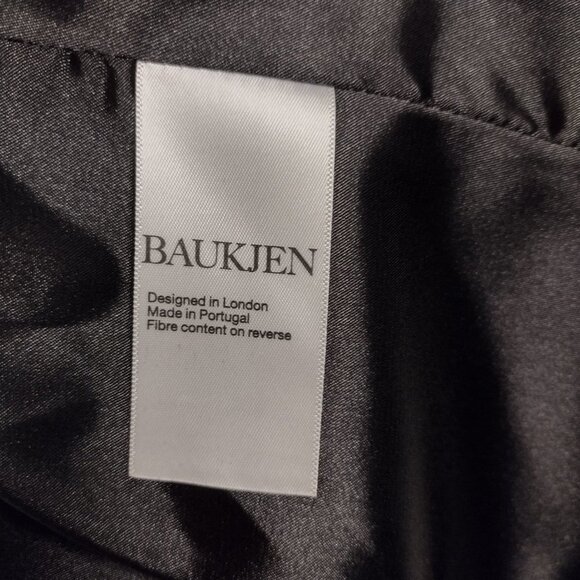 BAUKJEN
Designed in London
Made in Portugal
Fibre content on reverse